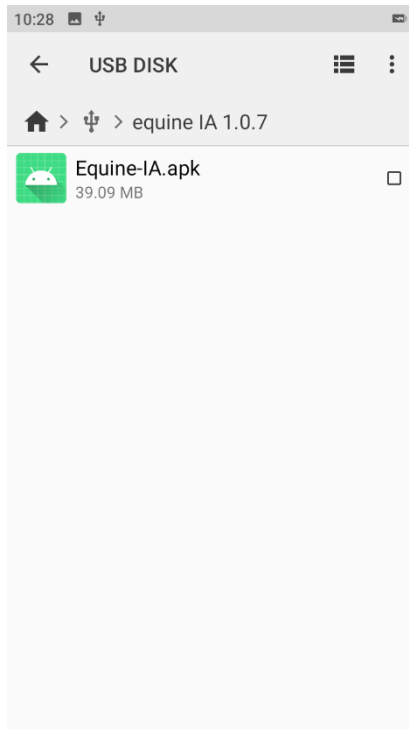 10:28
USB DISK
> > equine IA 1.0.7
Equine-IA.apk
39.09 MB